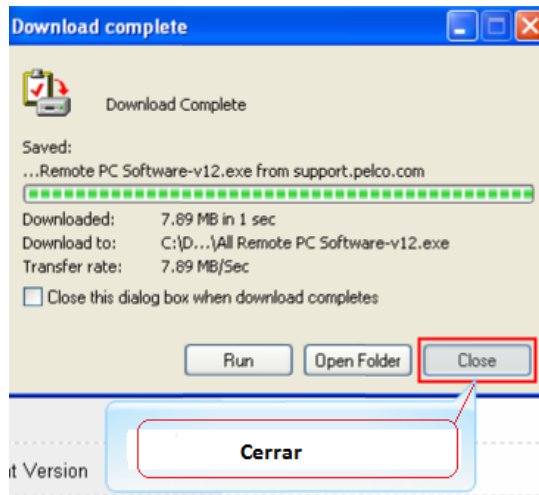 Download complete
Download Complete
Saved:
...Remote PC Software-v12.exe from support.pelco.com
Downloaded: 7.89 MB in 1 sec
Download to: C:\D...\All Remote PC Software-v12.exe
Transfer rate: 7.89 MB/Sec
Close this dialog box when download completes
Run Open Folder Close
Cerrar
Version